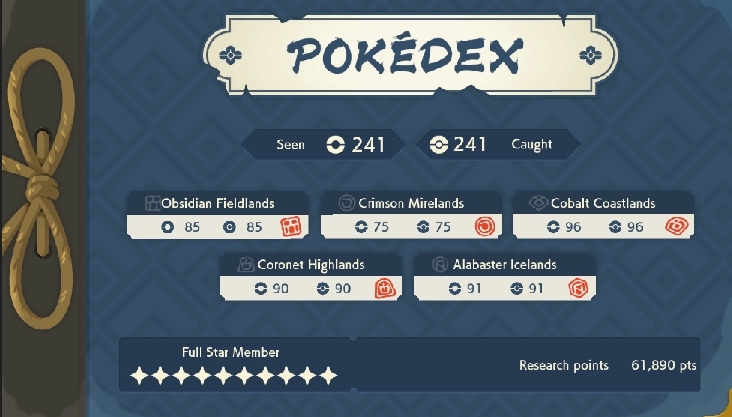 POKÉDEX
Seen 241 241 Caught
Obsidian Fieldlands Crimson Mirelands Cobalt Coastlands
85 85 75 75 96 96
Coronet Highlands Alabaster Icelands
90 90 91 91
Full Star Member
Research points 61,890 pts